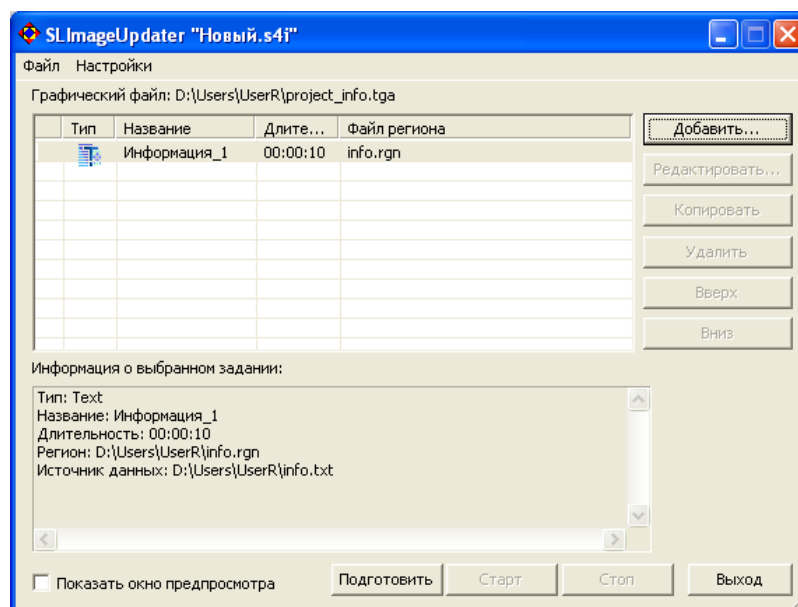 SLImageUpdater "Новый.s4i"
Файл Настройки
Графический файл: D:\Users\UserR\project_info.tga
Тип Название Длите... Файл региона
Информация_1 00:00:10 info.rgn
Добавить...
Редактировать...
Копировать
Удалить
Вверх
Вниз
Информация о выбранном задании:
Тип: Text
Название: Информация_1
Длительность: 00:00:10
Регион: D:\Users\UserR\info.rgn
Источник данных: D:\Users\UserR\info.txt
Показать окно предпросмотра Подготовить Старт Стоп Выход